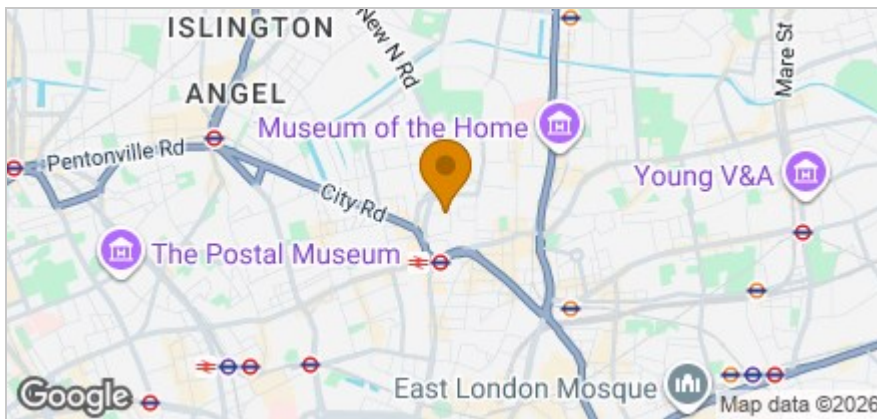 ISLINGTON
New N Rd
Mare St
ANGEL
Museum of the Home
Pentonville Rd
Young V&A
City Rd
The Postal Museum
East London Mosque
Google
Map data ©2026